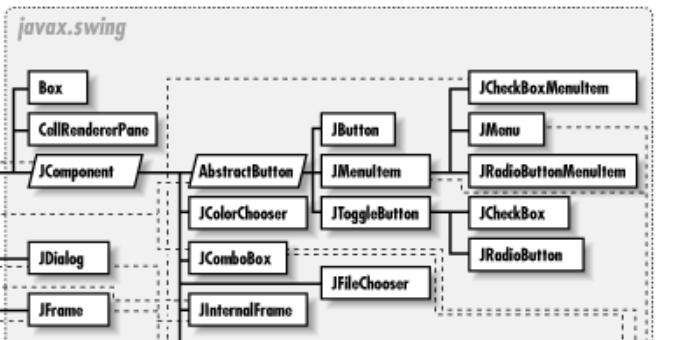 javax.swing
Box
CellRendererPane
JComponent
AbstractButton
JColorChooser
JComboBox
JFileChooser
JInternalFrame
JButton
JMenuItem
JToggleButton
JCheckBoxMenuItem
JMenu
JRadioButtonMenuItem
JCheckBox
JRadioButton
JDialog
JFrame